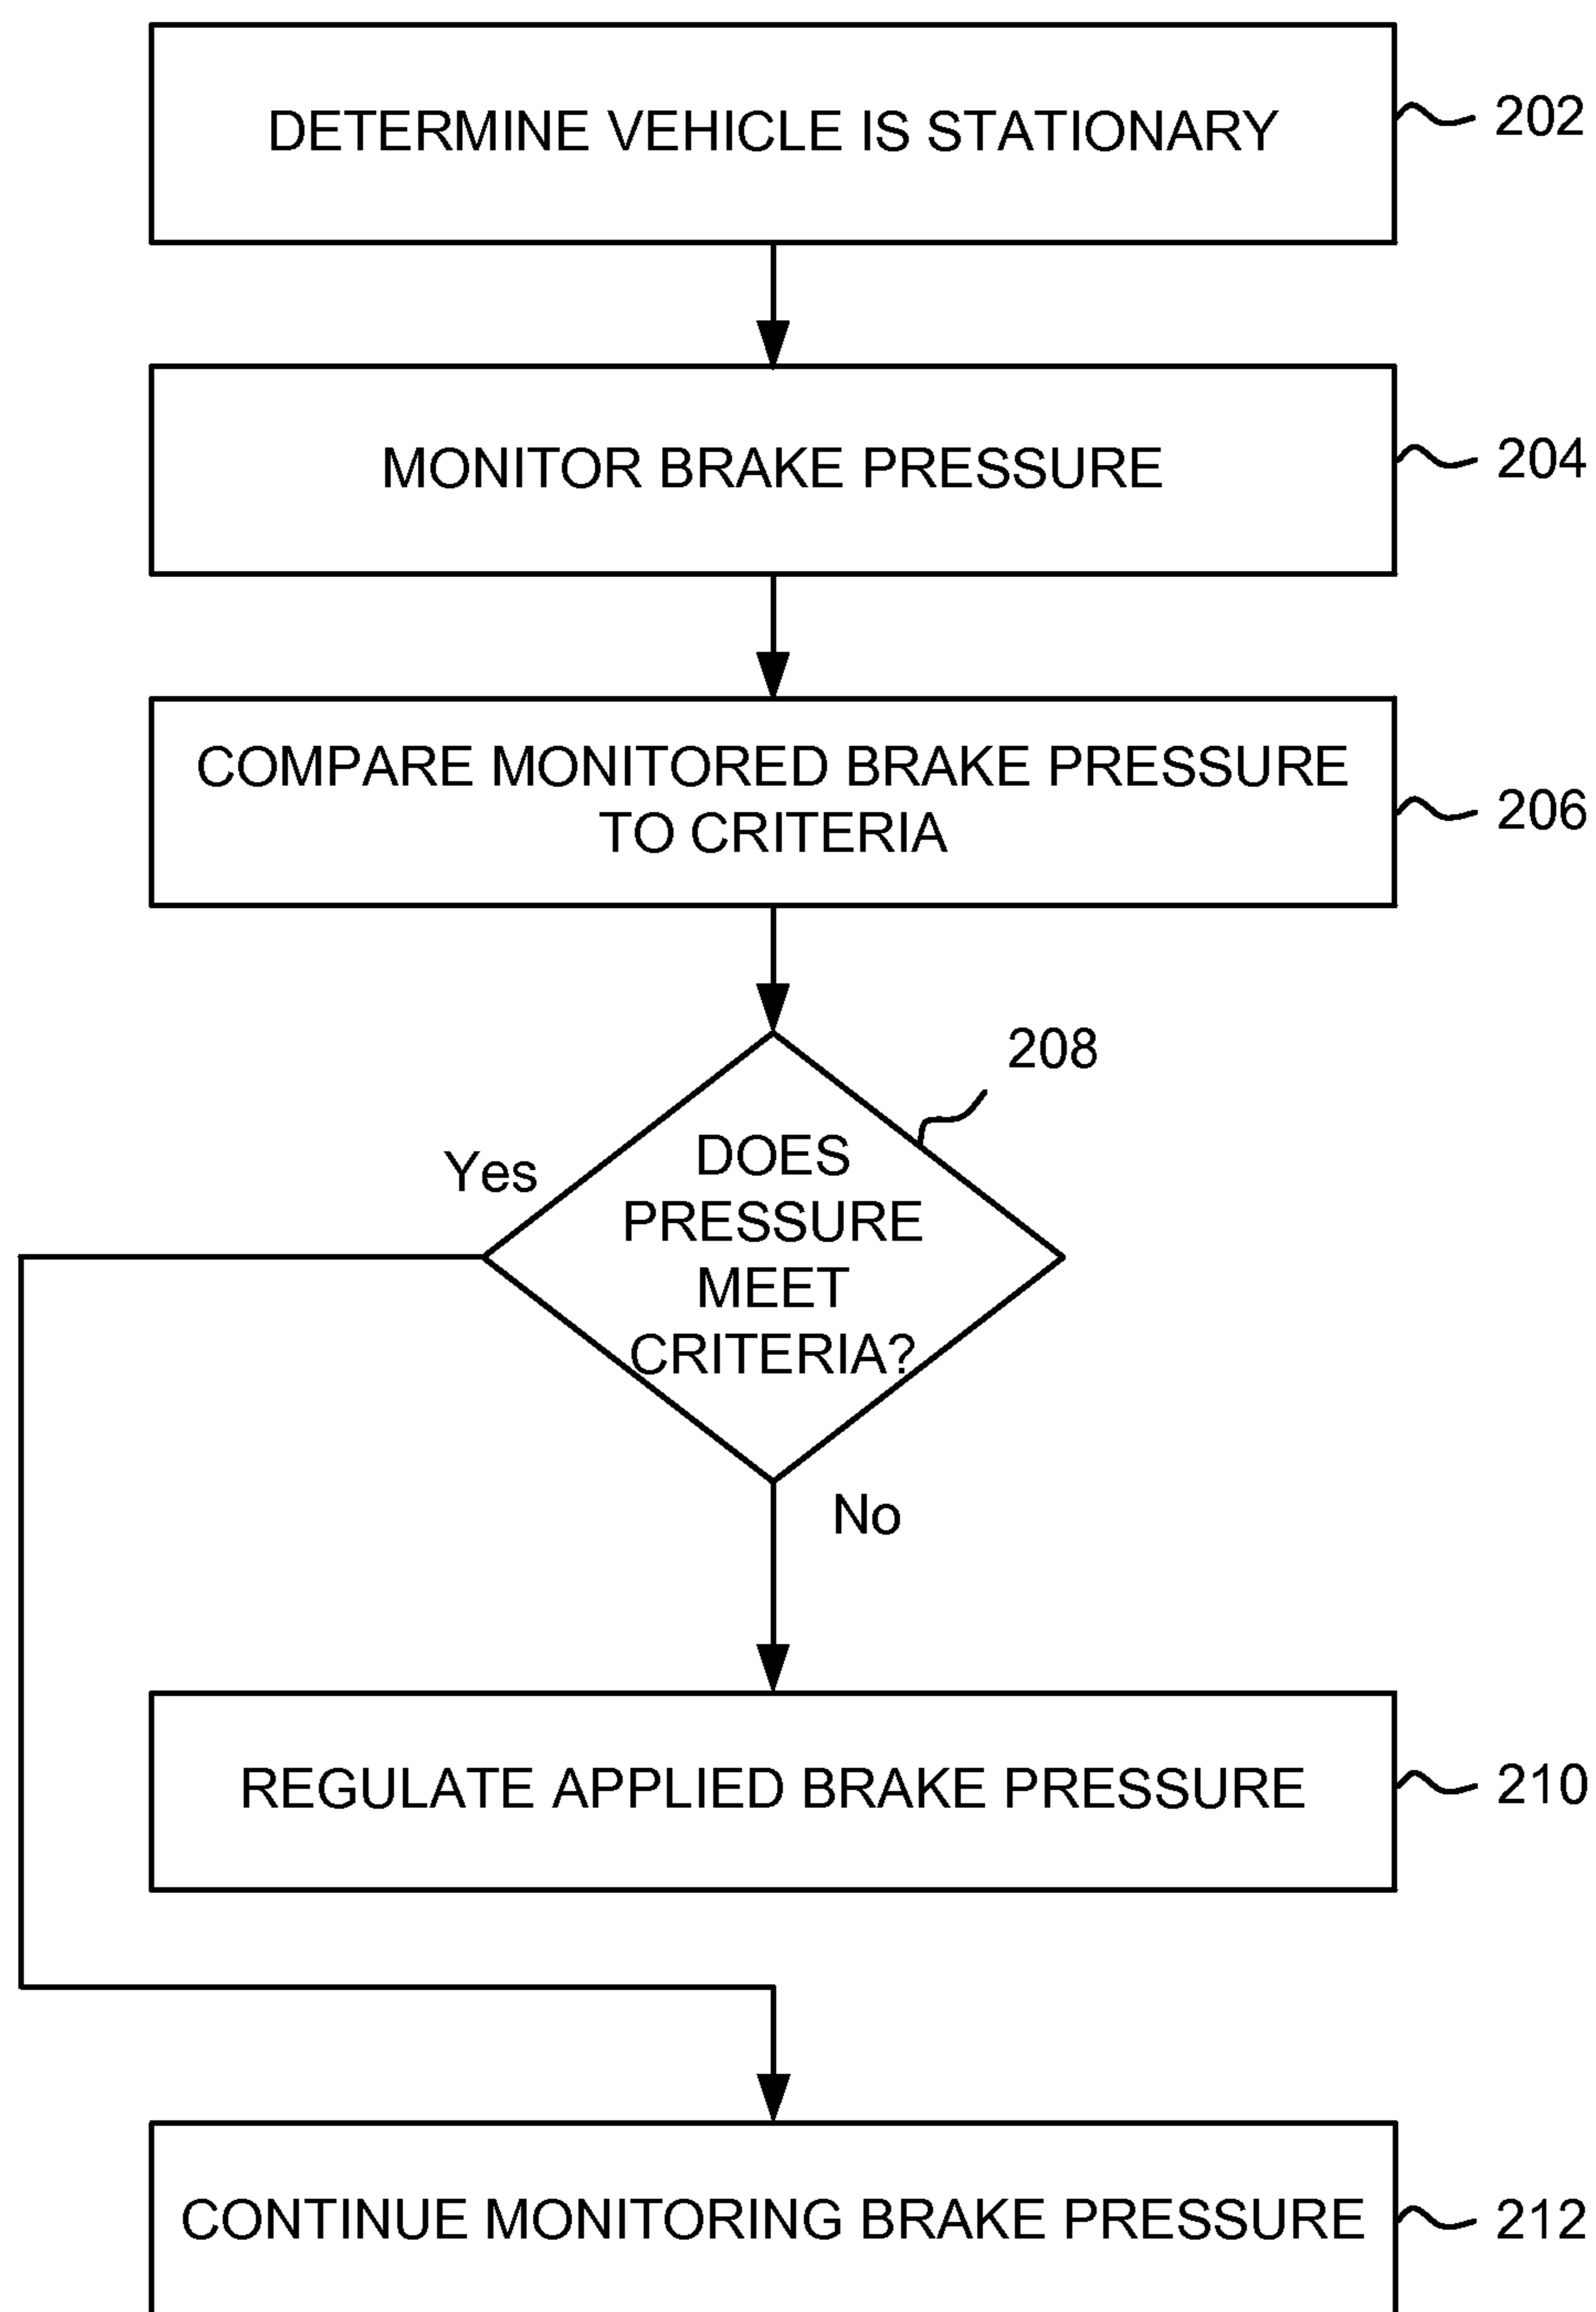 DETERMINE VEHICLE IS STATIONARY
202
MONITOR BRAKE PRESSURE
204
COMPARE MONITORED BRAKE PRESSURE
TO CRITERIA
206
208
Yes
DOES
PRESSURE
MEET
CRITERIA?
No
REGULATE APPLIED BRAKE PRESSURE
210
CONTINUE MONITORING BRAKE PRESSURE
212